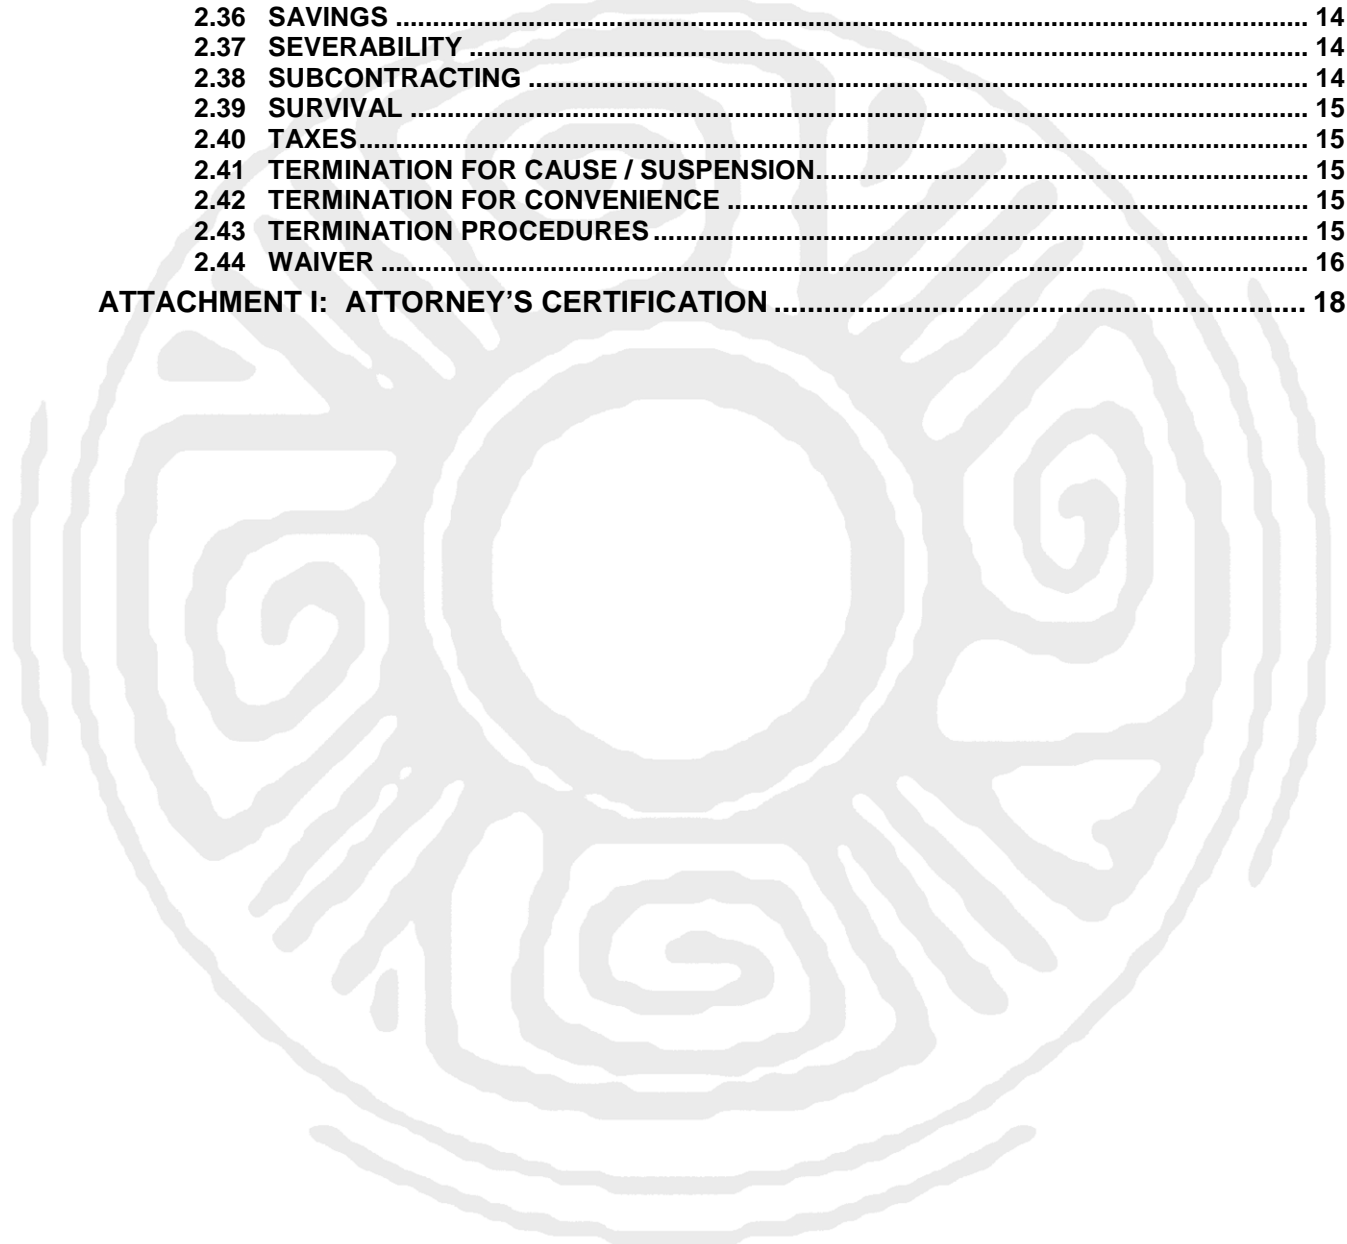 2.36 SAVINGS ........................................................................................................................ 14
2.37 SEVERABILITY .............................................................................................................. 14
2.38 SUBCONTRACTING ...................................................................................................... 14
2.39 SURVIVAL ...................................................................................................................... 15
2.40 TAXES............................................................................................................................. 15
2.41 TERMINATION FOR CAUSE / SUSPENSION................................................................. 15
2.42 TERMINATION FOR CONVENIENCE ............................................................................ 15
2.43 TERMINATION PROCEDURES...................................................................................... 15
2.44 WAIVER .......................................................................................................................... 16
ATTACHMENT I: ATTORNEY’S CERTIFICATION ................................................................. 18